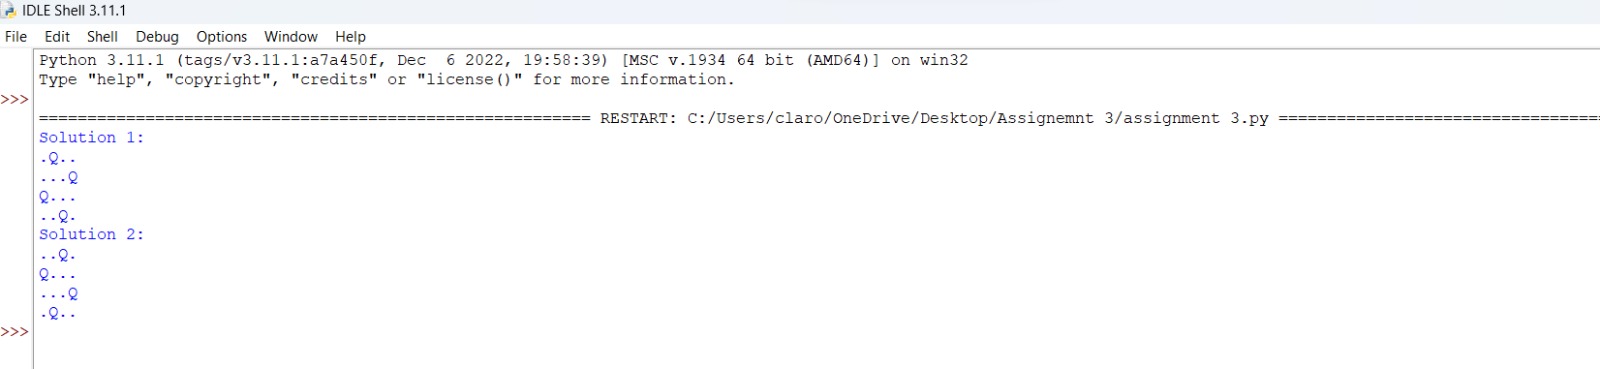 IDLE Shell 3.11.1
File Edit Shell Debug Options Window Help
Python 3.11.1 (tags/v3.11.1:a7a450f, Dec  6 2022, 19:58:39) [MSC v.1934 64 bit (AMD64)] on win32
Type "help", "copyright", "credits" or "license()" for more information.
>>>
========================================================= RESTART: C:/Users/claro/OneDrive/Desktop/Assignemnt 3/assignment 3.py =================================
Solution 1:
.Q..
...Q
Q...
..Q.
Solution 2:
..Q.
Q...
...Q
.Q..
>>>